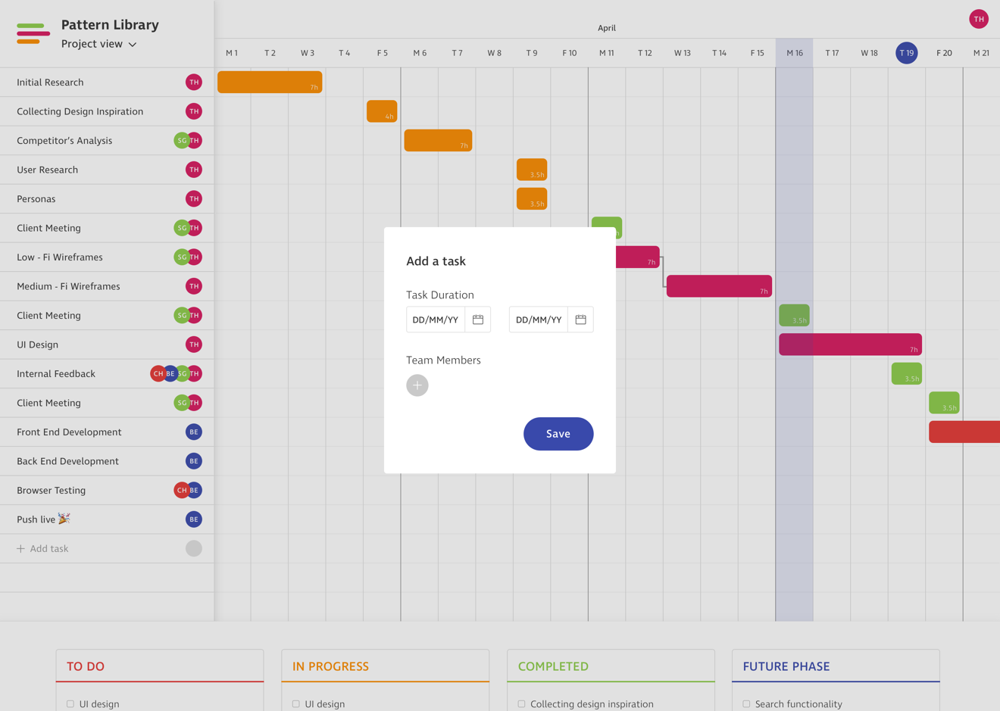 Pattern Library
Project view
TH
April
M 1 T 2 W 3 T 4 F 5 M 6 T 7 W 8 T 9 F 10 M 11 T 12 W 13 T 14 F 15 M 16 T 17 W 18 T 19 F 20 M 21
Initial Research TH 7h
Collecting Design Inspiration TH 4h
Competitor's Analysis SG TH 7h
User Research TH 3.5h
Personas TH 3.5h
Client Meeting SG TH
Low - Fi Wireframes SG TH 7h
Medium - Fi Wireframes TH 7h
Client Meeting SG TH 3.5h
UI Design TH 7h
Internal Feedback CH BE SG TH 3.5h
Client Meeting SG TH 3.5h
Front End Development BE
Back End Development BE
Browser Testing CH BE
Push live 🎉 BE
+ Add task
Add a task
Task Duration
DD/MM/YY DD/MM/YY
Team Members
+
Save
TO DO
UI design
IN PROGRESS
UI design
COMPLETED
Collecting design inspiration
FUTURE PHASE
Search functionality